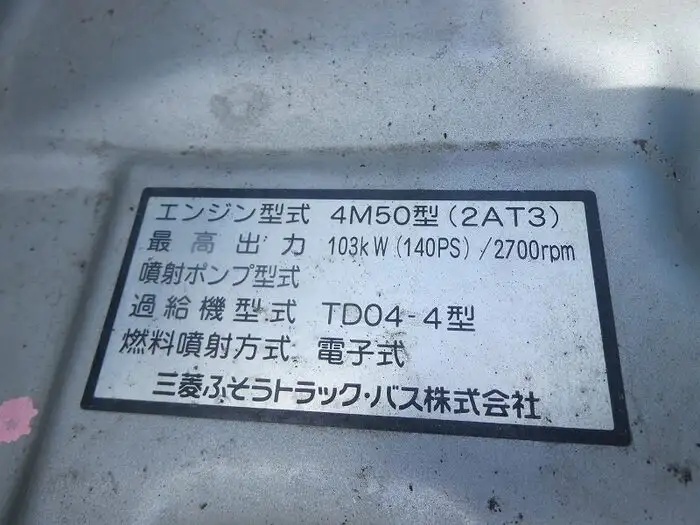 エンジン型式 4M50型(2AT3)
最高出力 103kW(140PS)/2700rpm
噴射ポンプ型式
過給機型式 TD04-4型
燃料噴射方式 電子式
三菱ふそうトラック・バス株式会社